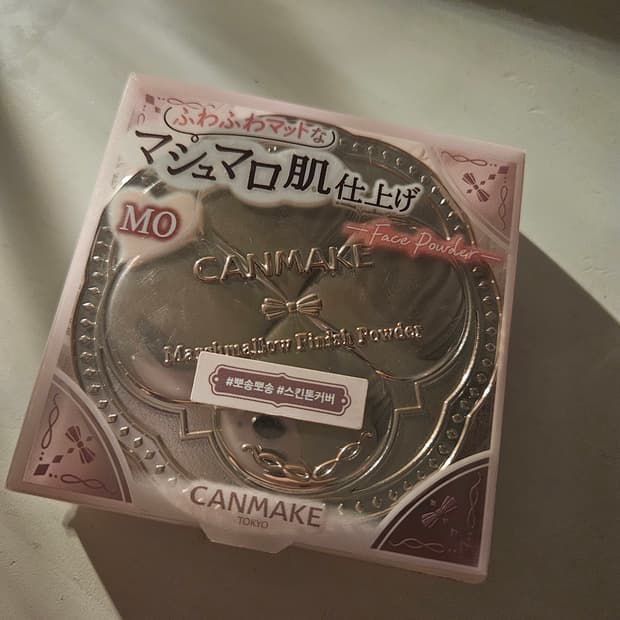 ふわふわマットな
マシュマロ肌仕上げ
MO
Face Powder
CANMAKE
Marshmallow Finish Powder
#뽀송뽀송 #스킨톤커버
CANMAKE
TOKYO